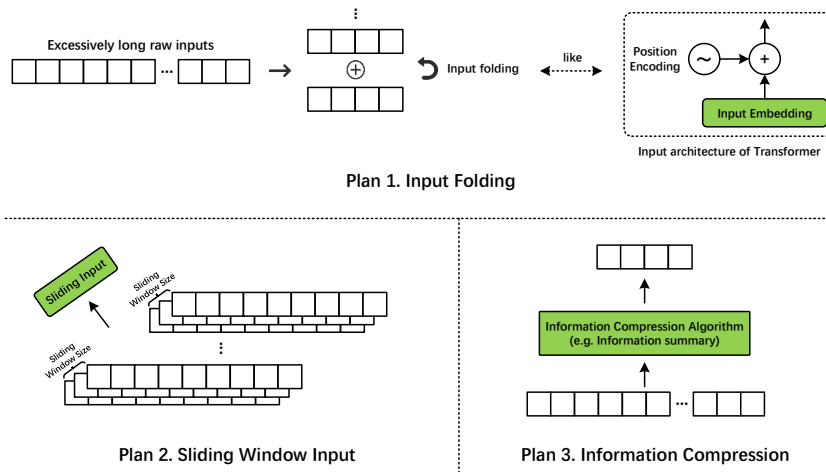 Excessively long raw inputs
...
Input folding
like
Position
Encoding
Input Embedding
Input architecture of Transformer
Plan 1. Input Folding
Sliding Input
Sliding
Window Size
Sliding
Window Size
Plan 2. Sliding Window Input
Information Compression Algorithm
(e.g. Information summary)
...
Plan 3. Information Compression